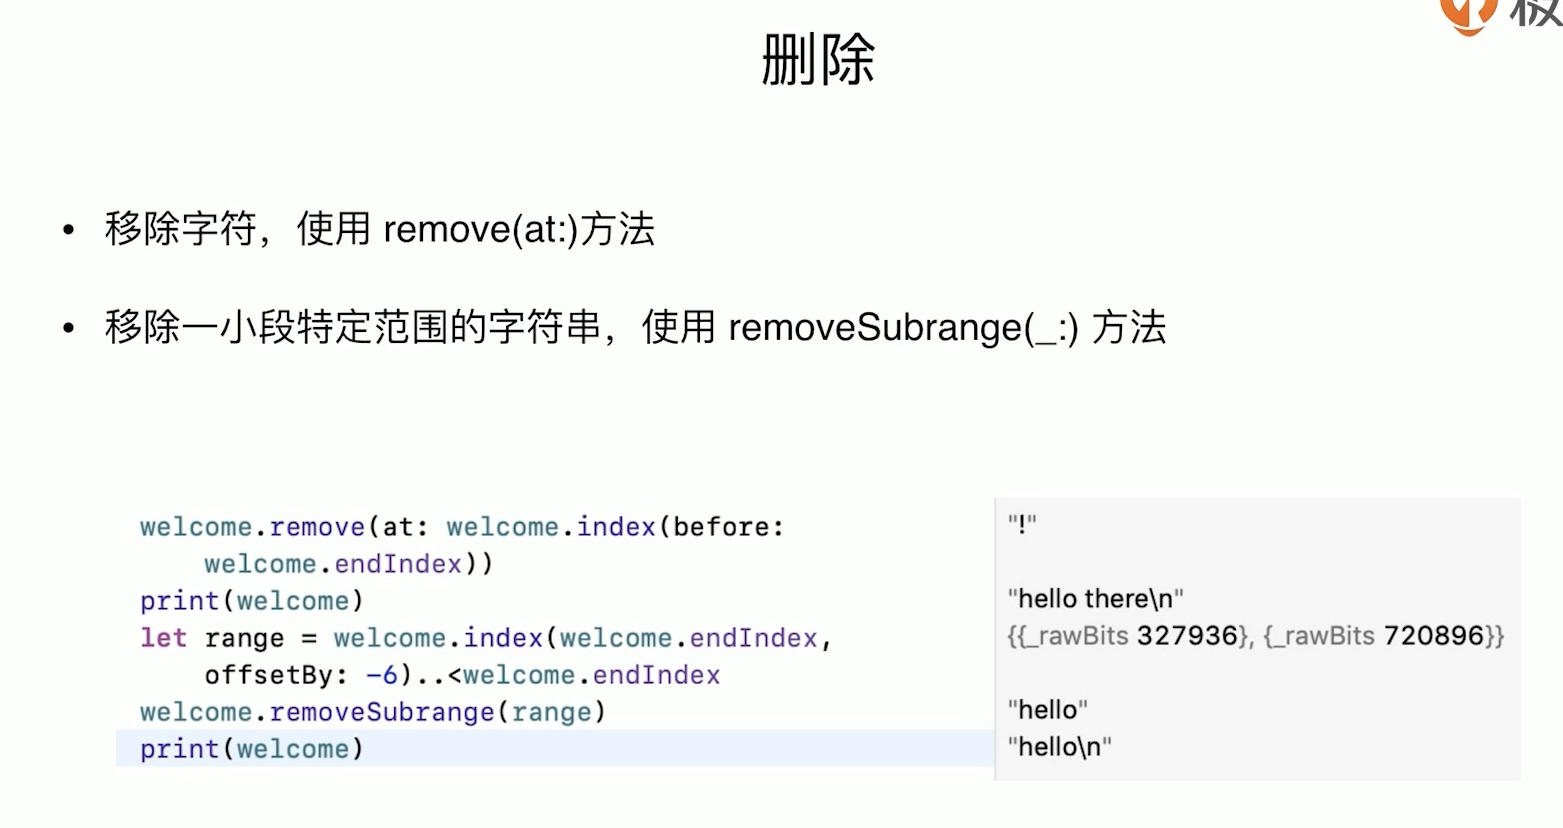 删除
• 移除字符，使用 remove(at:)方法
• 移除一小段特定范围的字符串，使用 removeSubrange(_:) 方法
welcome.remove(at: welcome.index(before:
welcome.endIndex))
print(welcome)
let range = welcome.index(welcome.endIndex,
offsetBy: -6)..<welcome.endIndex
welcome.removeSubrange(range)
print(welcome)
"!"
"hello there\n"
{{_rawBits 327936}, {_rawBits 720896}}
"hello"
"hello\n"